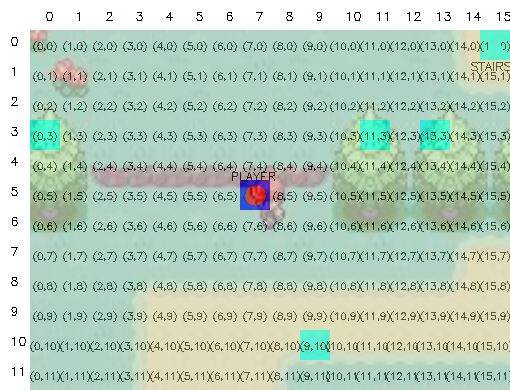 0 1 2 3 4 5 6 7 8 9 10 11 12 13 14 15
0 (0,0) (1,0) (2,0) (3,0) (4,0) (5,0) (6,0) (7,0) (8,0) (9,0) (10,0) (11,0) (12,0) (13,0) (14,0)
STAIRS
1 (0,1) (1,1) (2,1) (3,1) (4,1) (5,1) (6,1) (7,1) (8,1) (9,1) (10,1) (11,1) (12,1) (13,1) (14,1) (15,1)
2 (0,2) (1,2) (2,2) (3,2) (4,2) (5,2) (6,2) (7,2) (8,2) (9,2) (10,2) (11,2) (12,2) (13,2) (14,2) (15,2)
3 (0,3) (1,3) (2,3) (3,3) (4,3) (5,3) (6,3) (7,3) (8,3) (9,3) (10,3) (11,3) (12,3) (13,3) (14,3) (15,3)
4 (0,4) (1,4) (2,4) (3,4) (4,4) (5,4) (6,4) (7,4) (8,4) (9,4) (10,4) (11,4) (12,4) (13,4) (14,4) (15,4)
PLAYER
5 (0,5) (1,5) (2,5) (3,5) (4,5) (5,5) (6,5) (8,5) (9,5) (10,5) (11,5) (12,5) (13,5) (14,5) (15,5)
6 (0,6) (1,6) (2,6) (3,6) (4,6) (5,6) (6,6) (7,6) (8,6) (9,6) (10,6) (11,6) (12,6) (13,6) (14,6) (15,6)
7 (0,7) (1,7) (2,7) (3,7) (4,7) (5,7) (6,7) (7,7) (8,7) (9,7) (10,7) (11,7) (12,7) (13,7) (14,7) (15,7)
8 (0,8) (1,8) (2,8) (3,8) (4,8) (5,8) (6,8) (7,8) (8,8) (9,8) (10,8) (11,8) (12,8) (13,8) (14,8) (15,8)
9 (0,9) (1,9) (2,9) (3,9) (4,9) (5,9) (6,9) (7,9) (8,9) (9,9) (10,9) (11,9) (12,9) (13,9) (14,9) (15,9)
10 (0,10) (1,10) (2,10) (3,10) (4,10) (5,10) (6,10) (7,10) (8,10) (9,10) (10,10) (11,10) (12,10) (13,10) (14,10) (15,10)
11 (0,11) (1,11) (2,11) (3,11) (4,11) (5,11) (6,11) (7,11) (8,11) (9,11) (10,11) (11,11) (12,11) (13,11) (14,11) (15,11)